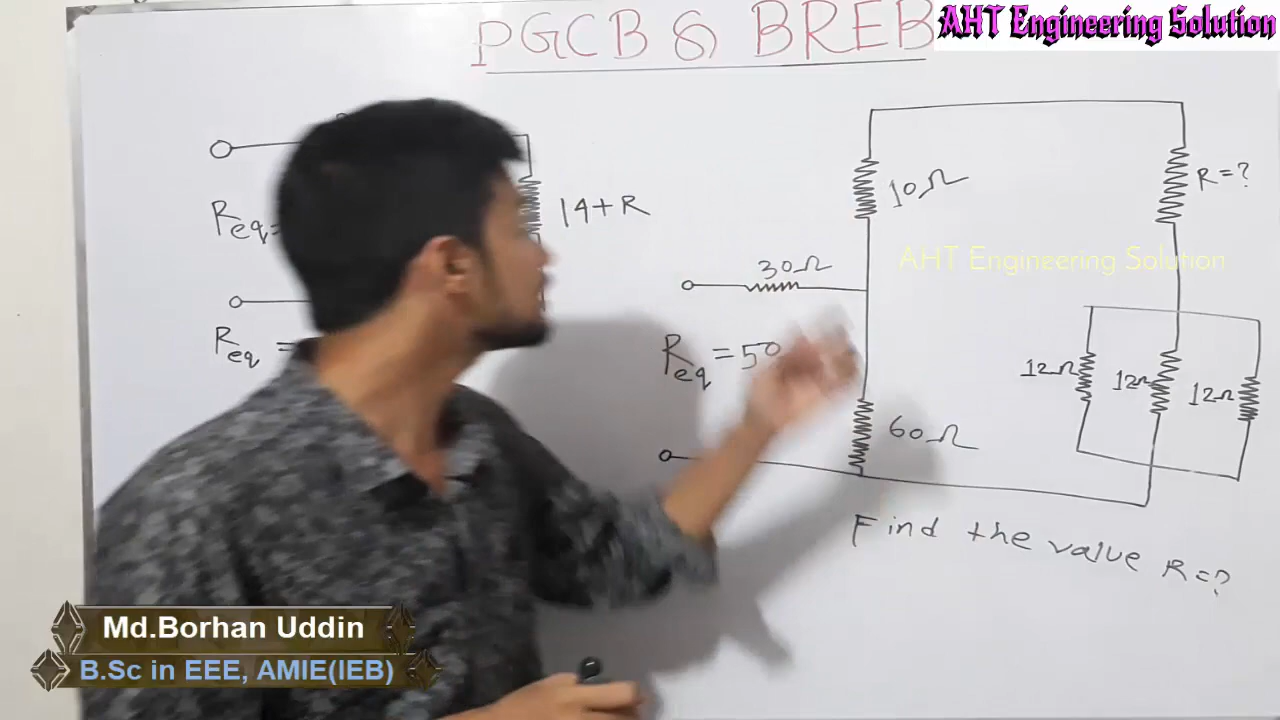 PGCB & BREB
AHT Engineering Solution
Req=
14+R
Req =
10Ω
R=?
30Ω
AHT Engineering Solution
Req = 50
12Ω
12Ω
12Ω
60Ω
Find the value R=?
Md.Borhan Uddin
B.Sc in EEE, AMIE(IEB)